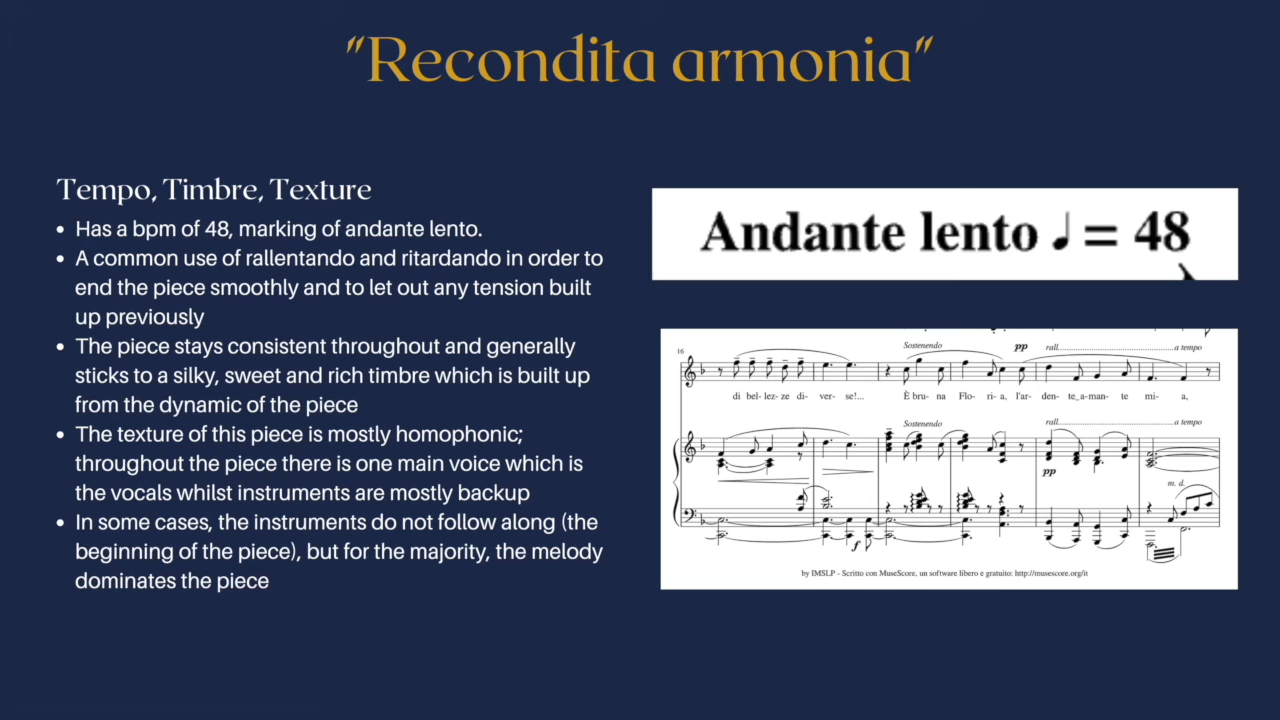 "Recondita armonia"
Tempo, Timbre, Texture
• Has a bpm of 48, marking of andante lento.
• A common use of rallentando and ritardando in order to
end the piece smoothly and to let out any tension built
up previously
• The piece stays consistent throughout and generally
sticks to a silky, sweet and rich timbre which is built up
from the dynamic of the piece
• The texture of this piece is mostly homophonic;
throughout the piece there is one main voice which is
the vocals whilst instruments are mostly backup
• In some cases, the instruments do not follow along (the
beginning of the piece), but for the majority, the melody
dominates the piece
Andante lento ♩ = 48
16
Sostenendo pp rall. a tempo
di bel- lez- ze di- ver- se!... È bru- na Flo- ri- a, l'ar- den- te_a-man- te mi- a,
Sostenendo rall. a tempo
pp
m. d.
f
by IMSLP - Scritto con MuseScore, un software libero e gratuito: http://musescore.org/it